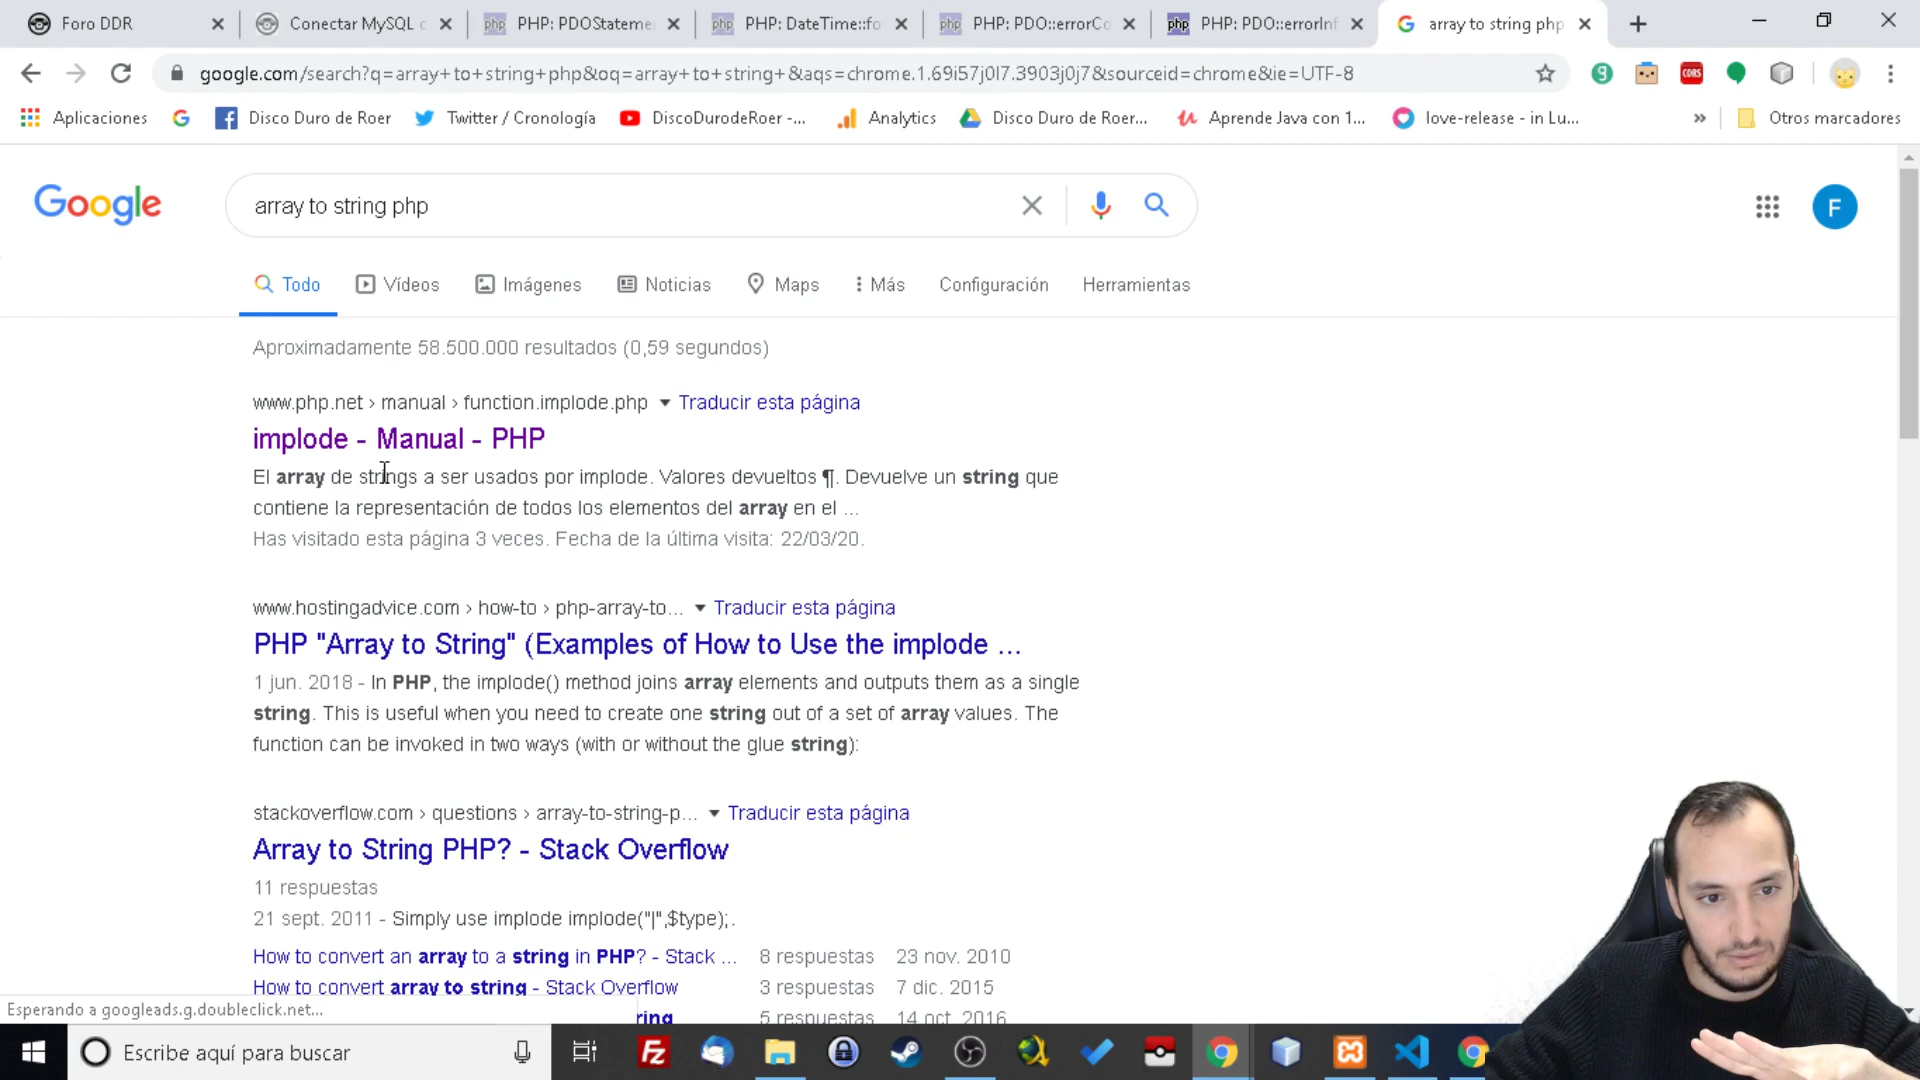 Foro DDR
Conectar MySQL c
PHP: PDOStatemen
PHP: DateTime::fo
PHP: PDO::errorCo
PHP: PDO::errorInf
array to string php
google.com/search?q=array+to+string+php&oq=array+to+string+&aqs=chrome.1.69i57j0l7.3903j0j7&sourceid=chrome&ie=UTF-8
Aplicaciones
Disco Duro de Roer
Twitter / Cronología
DiscoDurodeRoer -...
Analytics
Disco Duro de Roer...
Aprende Java con 1...
love-release - in Lu...
»
Otros marcadores
Google
array to string php
F
Todo
Vídeos
Imágenes
Noticias
Maps
Más
Configuración
Herramientas
Aproximadamente 58.500.000 resultados (0,59 segundos)
www.php.net › manual › function.implode.php ▼ Traducir esta página
implode - Manual - PHP
El array de strings a ser usados por implode. Valores devueltos ¶. Devuelve un string que
contiene la representación de todos los elementos del array en el ...
Has visitado esta página 3 veces. Fecha de la última visita: 22/03/20.
www.hostingadvice.com › how-to › php-array-to... ▼ Traducir esta página
PHP "Array to String" (Examples of How to Use the implode ...
1 jun. 2018 - In PHP, the implode() method joins array elements and outputs them as a single
string. This is useful when you need to create one string out of a set of array values. The
function can be invoked in two ways (with or without the glue string):
stackoverflow.com › questions › array-to-string-p... ▼ Traducir esta página
Array to String PHP? - Stack Overflow
11 respuestas
21 sept. 2011 - Simply use implode implode("|",$type);.
How to convert an array to a string in PHP? - Stack ... 8 respuestas 23 nov. 2010
How to convert array to string - Stack Overflow 3 respuestas 7 dic. 2015
ring 5 respuestas 14 oct. 2016
Esperando a googleads.g.doubleclick.net...
Escribe aquí para buscar